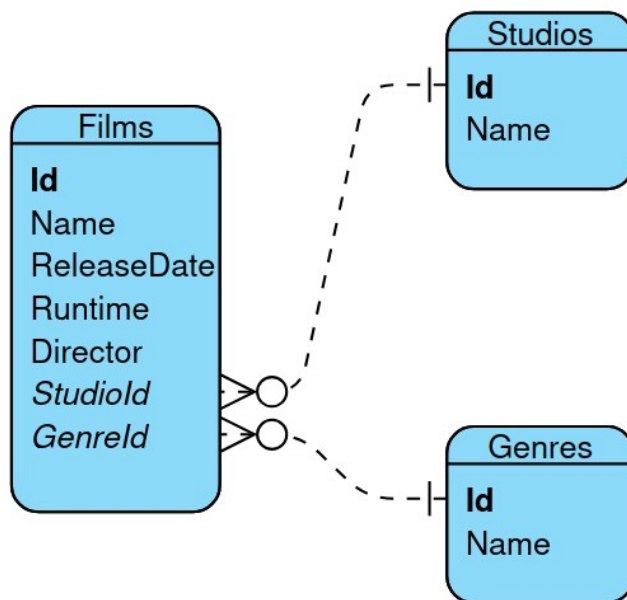 Films
Id
Name
ReleaseDate
Runtime
Director
StudioId
GenreId
Studios
Id
Name
Genres
Id
Name